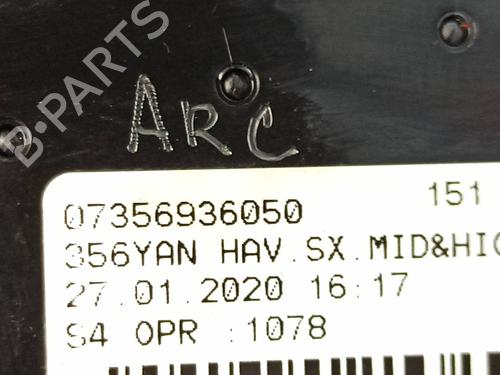 B-PARTS
ARC
07356936050 151
356YAN HAV.SX.MID&HIG
27.01.2020 16:17
S4 OPR :1078